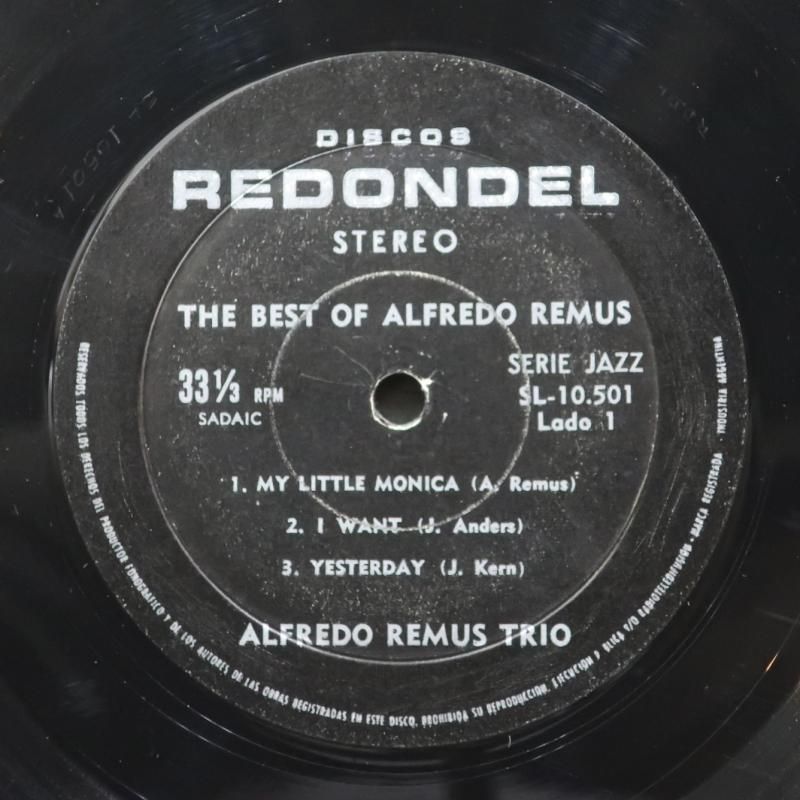 DISCOS
REDONDEL
STEREO
THE BEST OF ALFREDO REMUS
33 1/3 RPM
SADAIC
SERIE JAZZ
SL-10.501
Lado 1
1. MY LITTLE MONICA (A. Remus)
2. I WANT (J. Anders)
3. YESTERDAY (J. Kern)
ALFREDO REMUS TRIO
RESERVADOS TODOS LOS DERECHOS DEL PRODUCTOR FONOGRAFICO Y DE LOS AUTORES DE LAS OBRAS REGISTRADAS EN ESTE DISCO. PROHIBIDA SU REPRODUCCION, EJECUCION P BLICA Y/O RADIOTELEDIFUSION - MARCA REGISTRADA - INDUSTRIA ARGENTINA